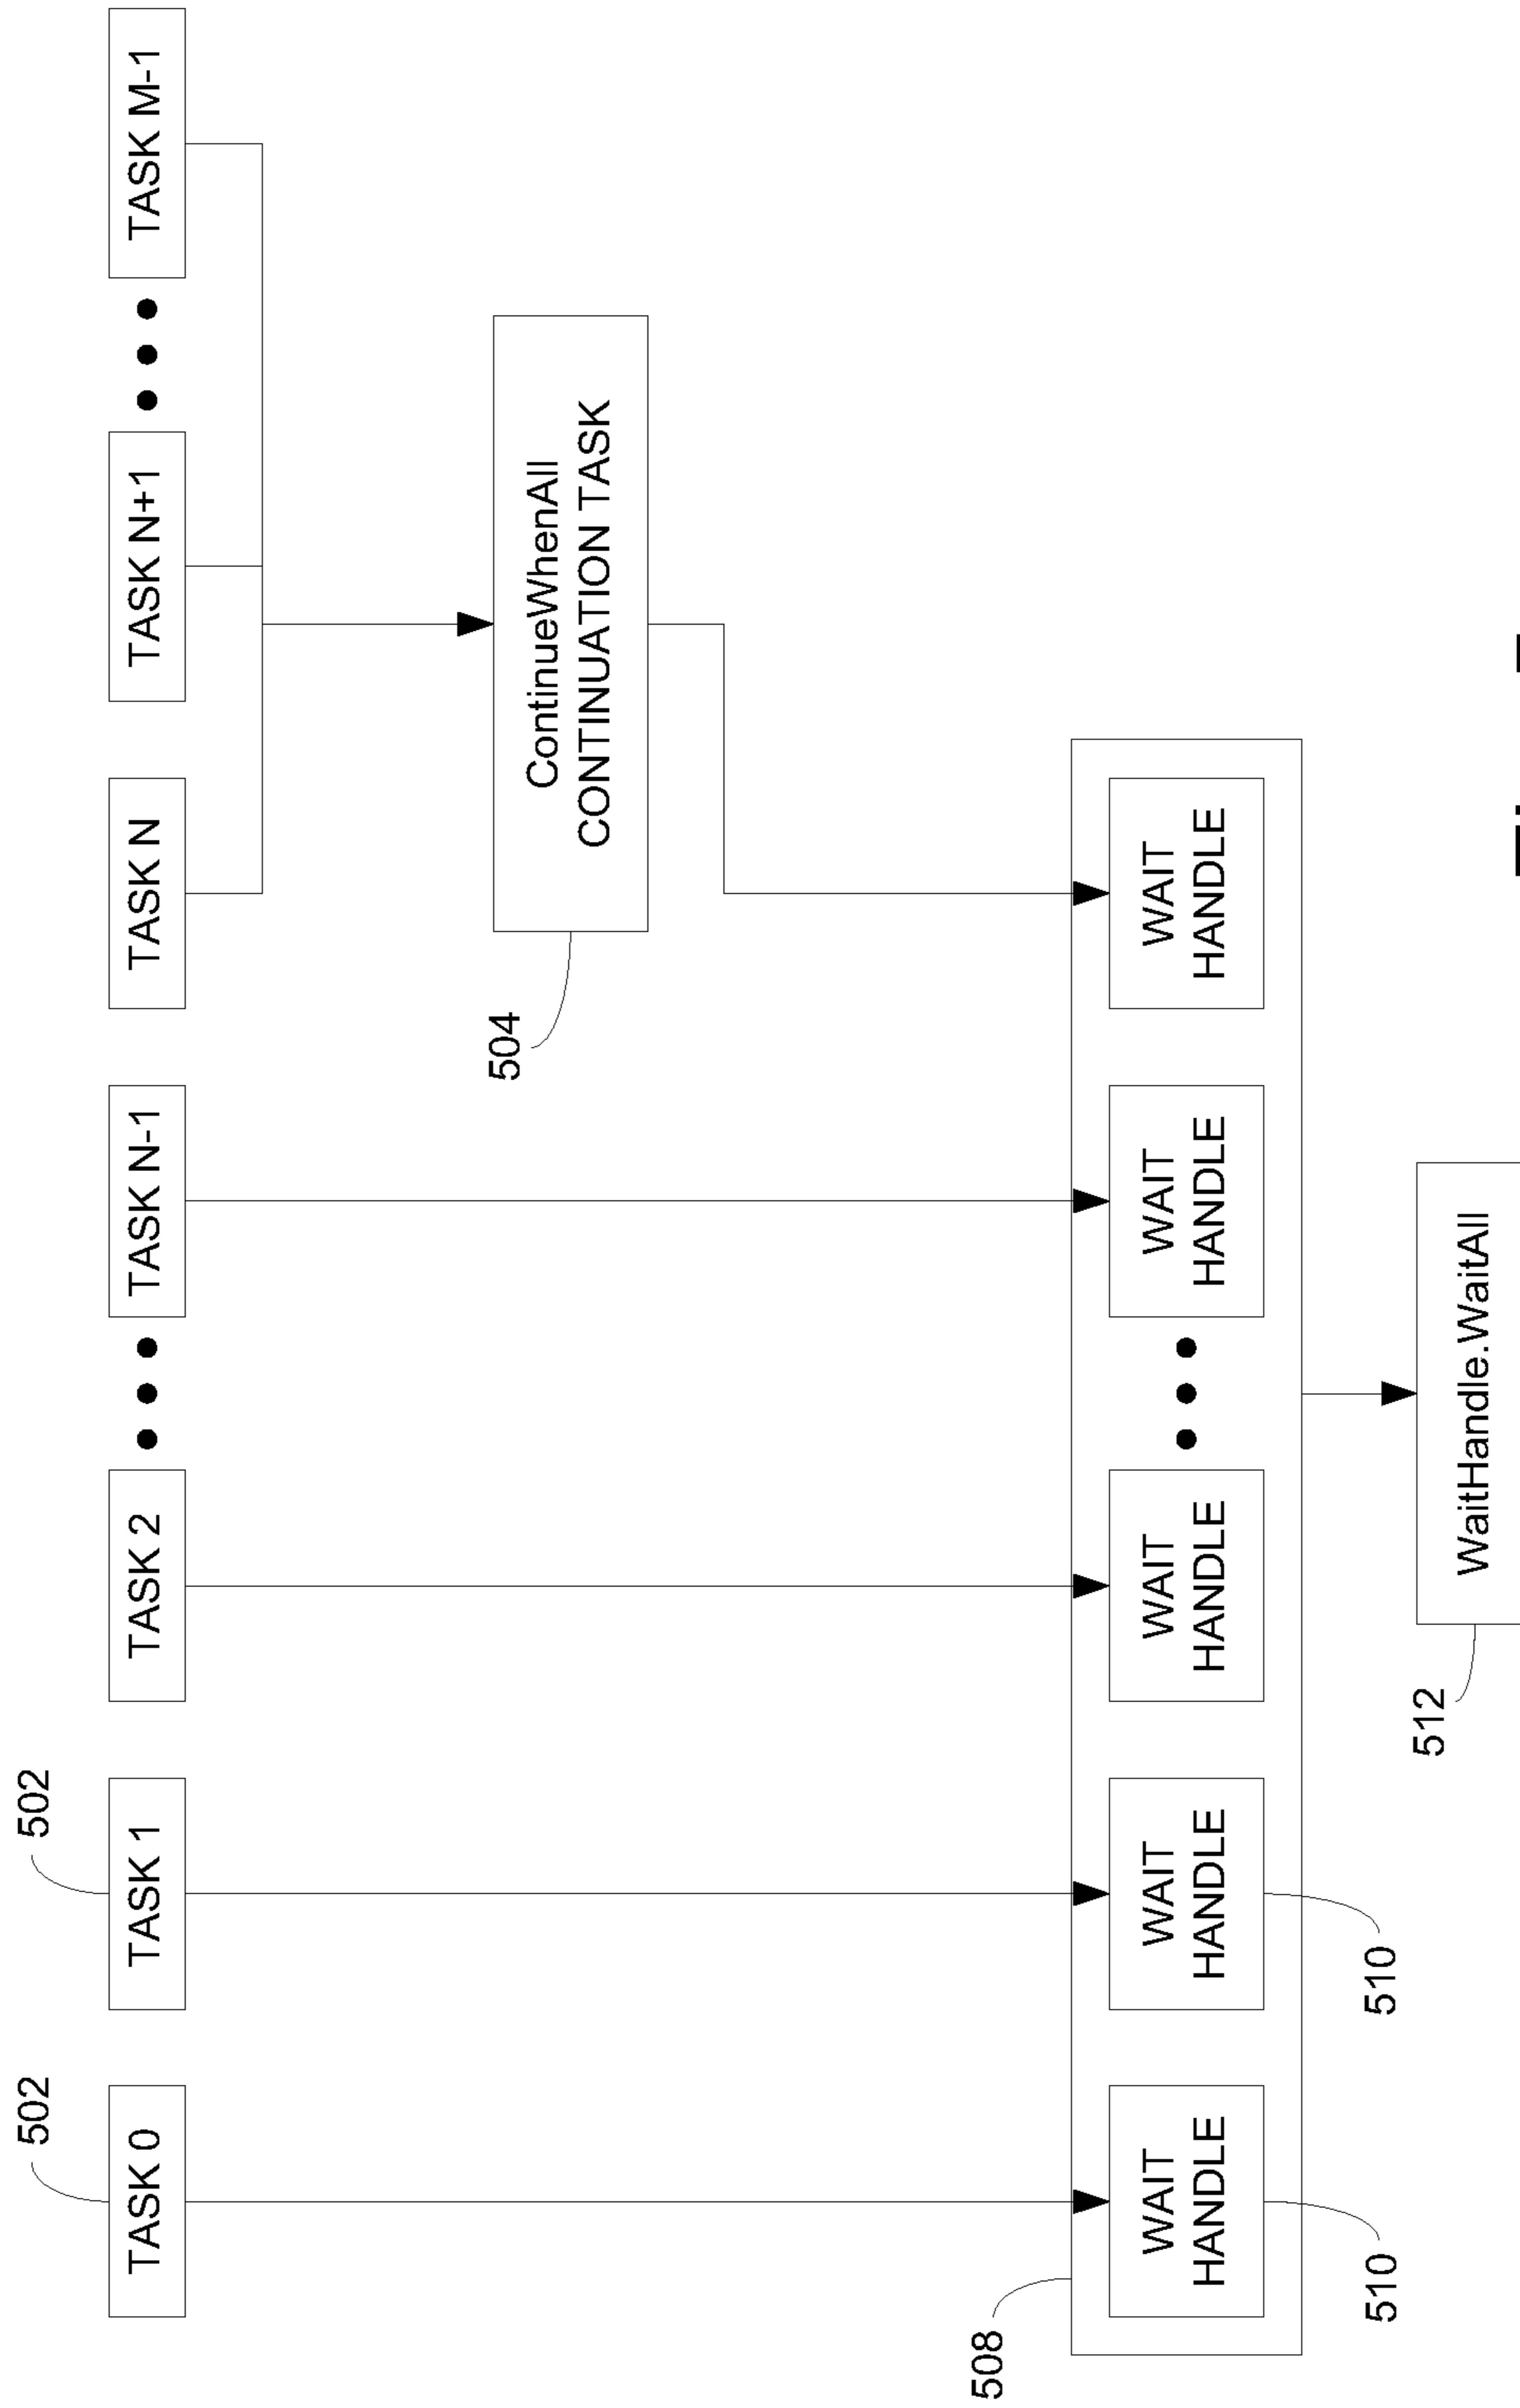 502
502
TASK 0
TASK 1
TASK 2
TASK N-1
TASK N
TASK N+1
TASK M-1
504
ContinueWhenAll
CONTINUATION TASK
508
WAIT
HANDLE
WAIT
HANDLE
WAIT
HANDLE
WAIT
HANDLE
WAIT
HANDLE
510
510
512
WaitHandle.WaitAll